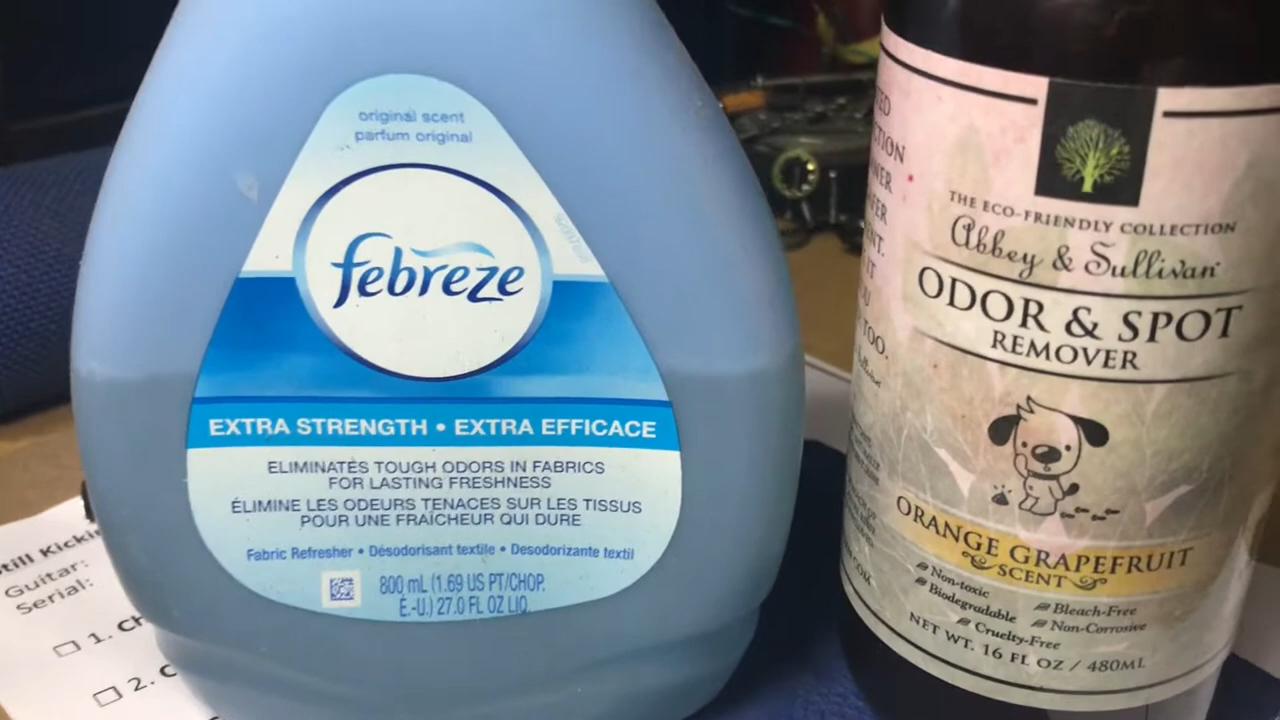 original scent
parfum original
febreze
EXTRA STRENGTH • EXTRA EFFICACE
ELIMINATES TOUGH ODORS IN FABRICS
FOR LASTING FRESHNESS
ÉLIMINE LES ODEURS TENACES SUR LES TISSUS
POUR UNE FRAÎCHEUR QUI DURE
Fabric Refresher • Désodorisant textile • Desodorizante textil
800 mL (1.69 US PT/CHOP.
É.-U.) 27.0 FL OZ LIQ.
THE ECO-FRIENDLY COLLECTION
Abbey & Sullivan
ODOR & SPOT
REMOVER
ORANGE GRAPEFRUIT
SCENT
Non-toxic
Biodegradable
Cruelty-Free
Bleach-Free
Non-Corrosive
NET WT. 16 FL OZ / 480ML
TOO.
Guitar:
Serial:
1.
2.